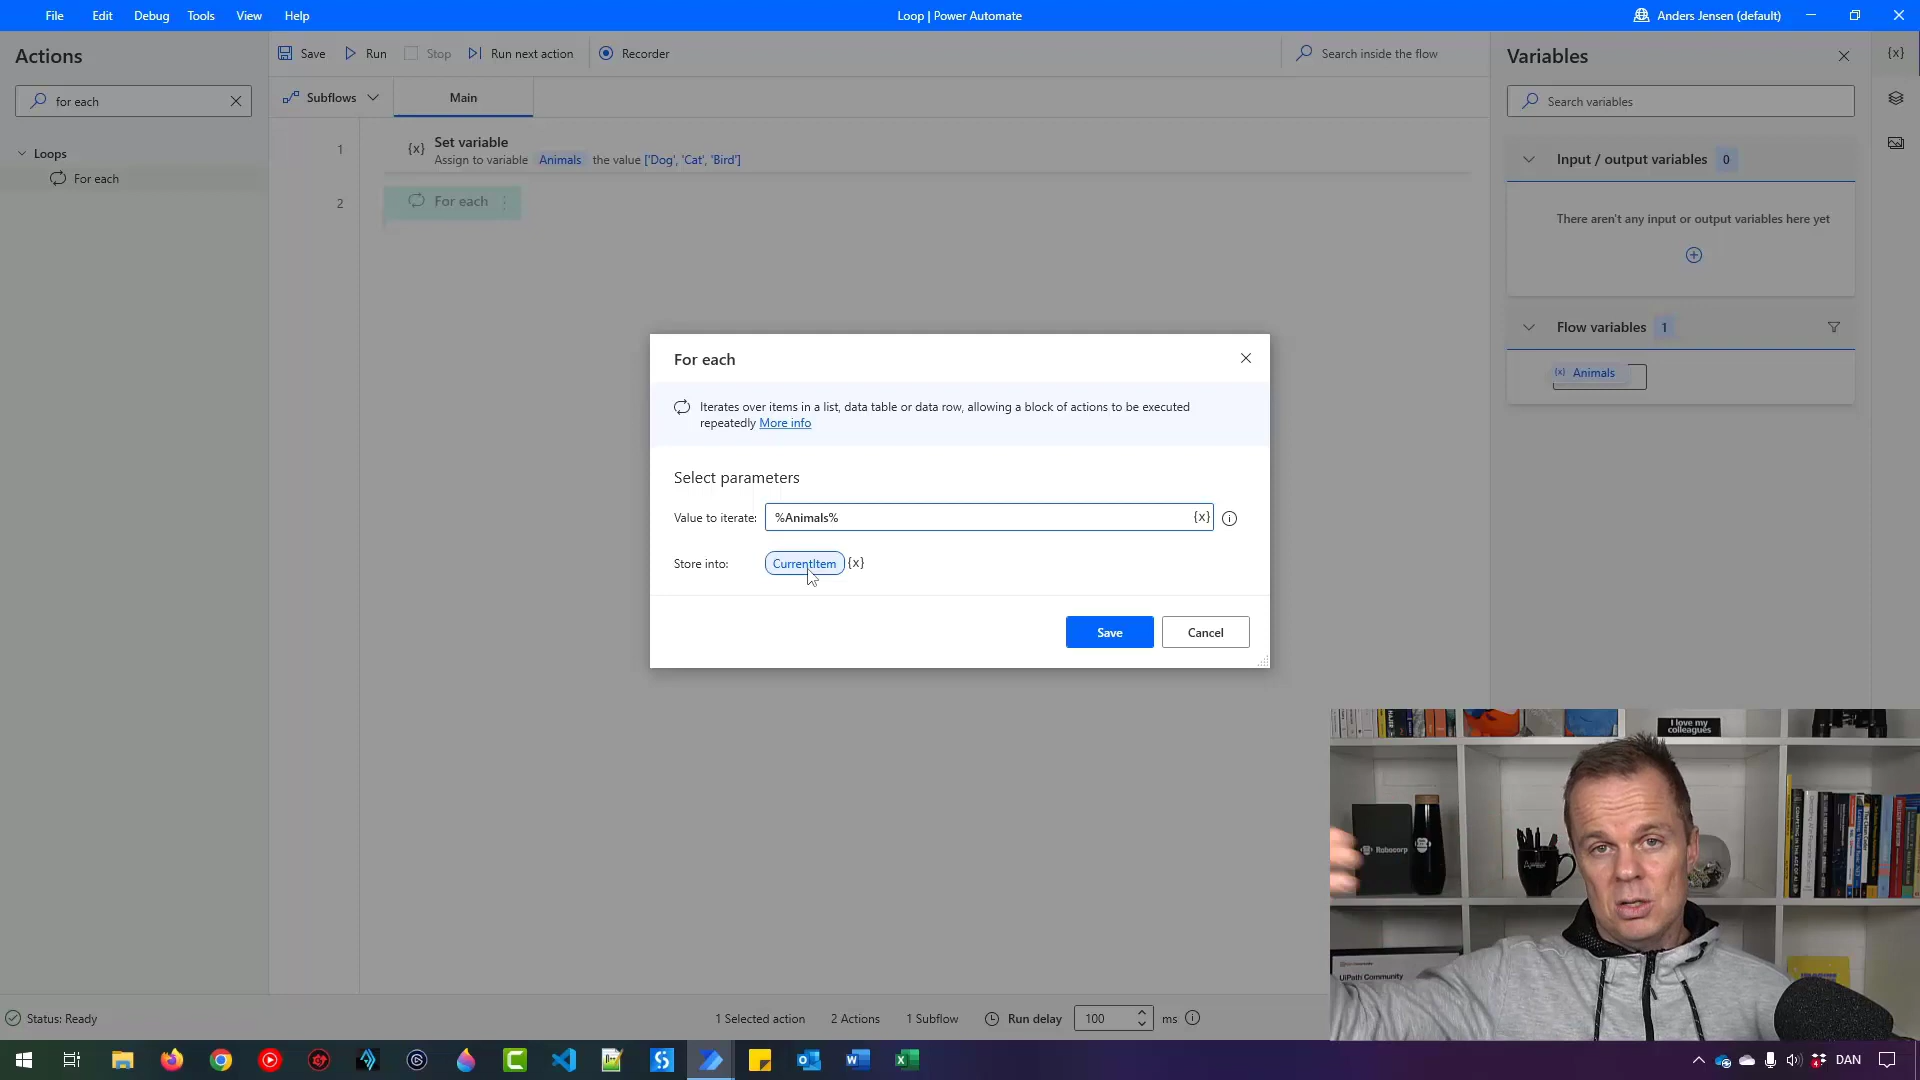 File Edit Debug Tools View Help
Loop | Power Automate
Anders Jensen (default)
Actions
for each
Loops
For each
Save Run Stop Run next action Recorder
Search inside the flow
Subflows Main
1
{x} Set variable
Assign to variable Animals the value ['Dog', 'Cat', 'Bird']
2
For each
For each
Iterates over items in a list, data table or data row, allowing a block of actions to be executed
repeatedly More info
Select parameters
Value to iterate: %Animals% {x}
Store into: CurrentItem {x}
Save Cancel
Variables
{x}
Search variables
Input / output variables 0
There aren't any input or output variables here yet
Flow variables 1
{x} Animals
I love my
colleagues
Robocorp
UiPath Community
Status: Ready
1 Selected action 2 Actions 1 Subflow Run delay 100 ms
DAN